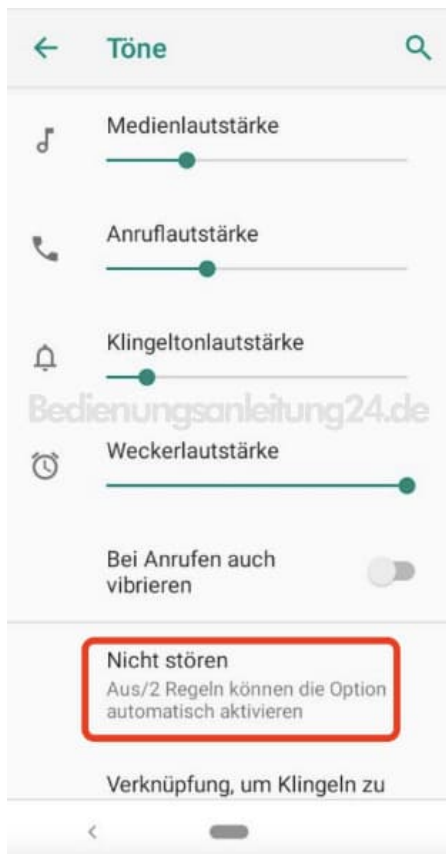 Töne
Medienlautstärke
Anruflautstärke
Klingeltonlautstärke
Bedienungsanleitung24.de
Weckerlautstärke
Bei Anrufen auch
vibrieren
Nicht stören
Aus/2 Regeln können die Option
automatisch aktivieren
Verknüpfung, um Klingeln zu